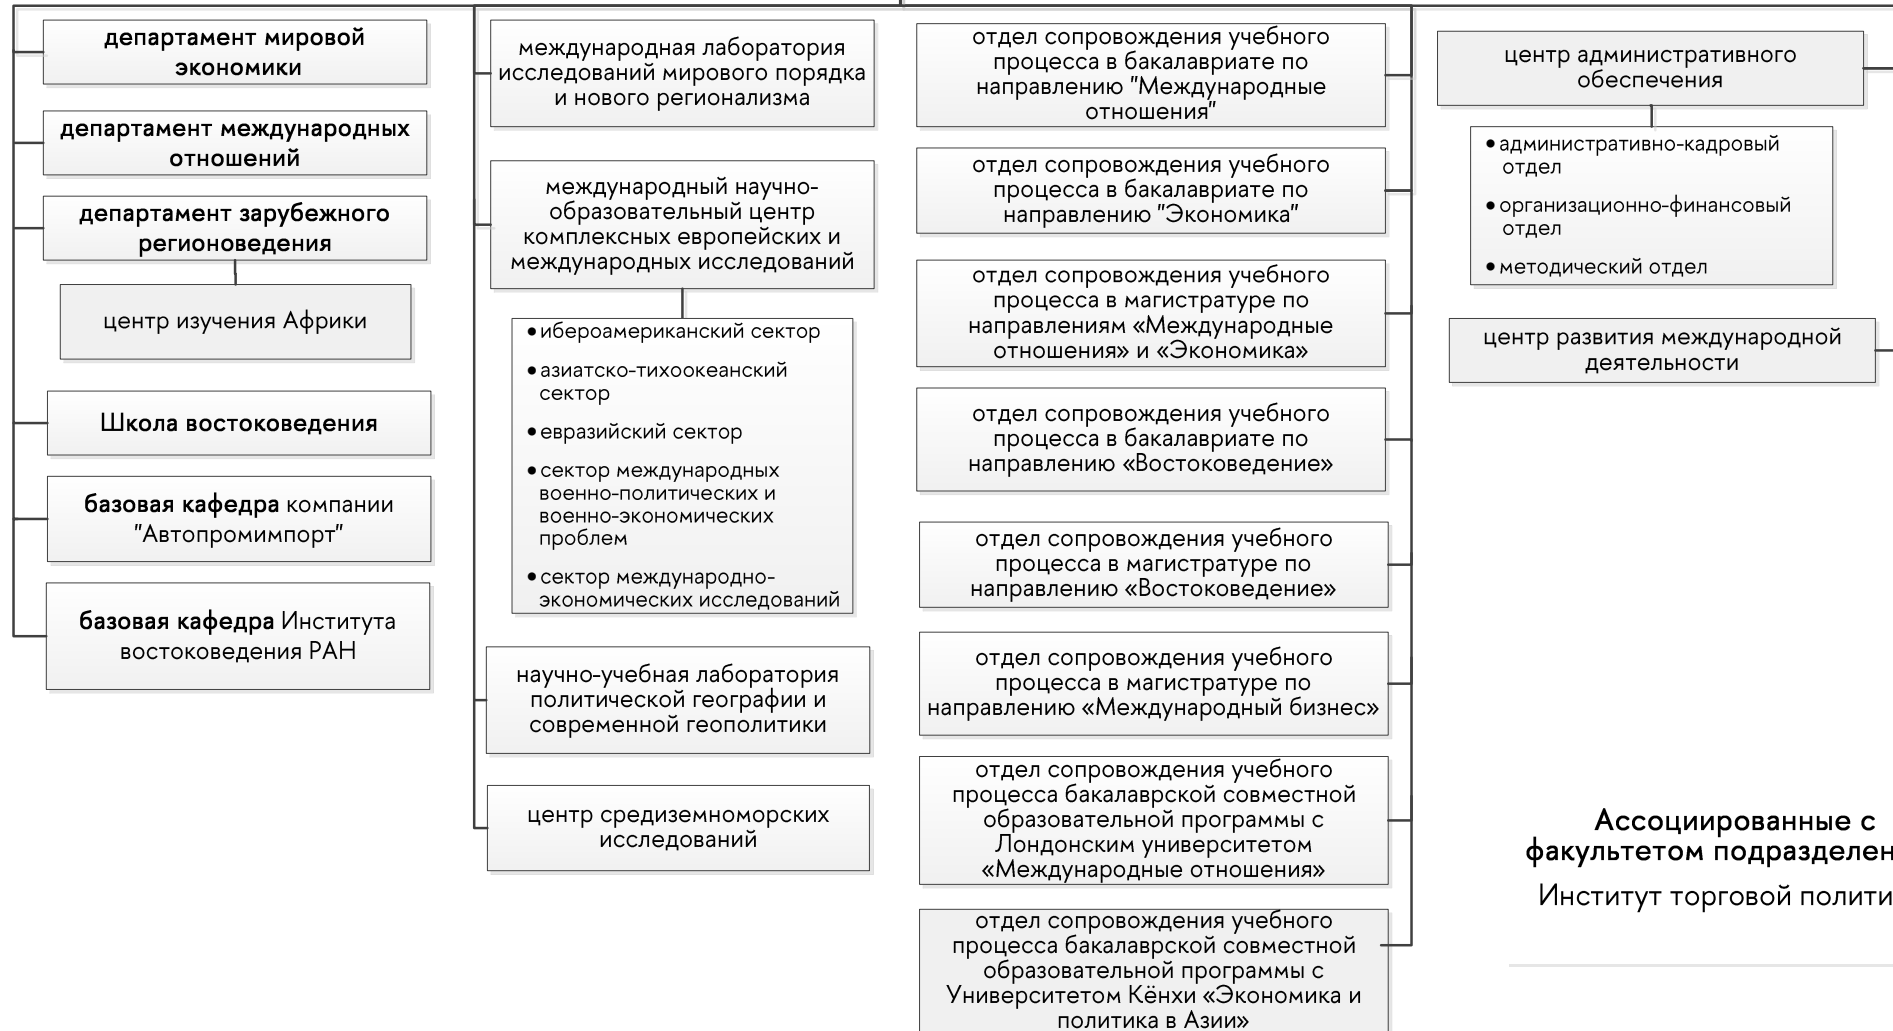 департамент мировой
экономики
департамент международных
отношений
департамент зарубежного
регионоведения
центр изучения Африки
Школа востоковедения
базовая кафедра компании
"Автопромимпорт"
базовая кафедра Института
востоковедения РАН
международная лаборатория
исследований мирового порядка
и нового регионализма
международный научно-
образовательный центр
комплексных европейских и
международных исследований
• ибероамериканский сектор
• азиатско-тихоокеанский
сектор
• евразийский сектор
• сектор международных
военно-политических и
военно-экономических
проблем
• сектор международно-
экономических исследований
научно-учебная лаборатория
политической географии и
современной геополитики
центр средиземноморских
исследований
отдел сопровождения учебного
процесса в бакалавриате по
направлению "Международные
отношения"
отдел сопровождения учебного
процесса в бакалавриате по
направлению "Экономика"
отдел сопровождения учебного
процесса в магистратуре по
направлениям «Международные
отношения» и «Экономика»
отдел сопровождения учебного
процесса в бакалавриате по
направлению «Востоковедение»
отдел сопровождения учебного
процесса в магистратуре по
направлению «Востоковедение»
отдел сопровождения учебного
процесса в магистратуре по
направлению «Международный бизнес»
отдел сопровождения учебного
процесса бакалаврской совместной
образовательной программы с
Лондонским университетом
«Международные отношения»
отдел сопровождения учебного
процесса бакалаврской совместной
образовательной программы с
Университетом Кёнхи «Экономика и
политика в Азии»
центр административного
обеспечения
• административно-кадровый
отдел
• организационно-финансовый
отдел
• методический отдел
центр развития международной
деятельности
Ассоциированные с
факультетом подразделен
Институт торговой полити